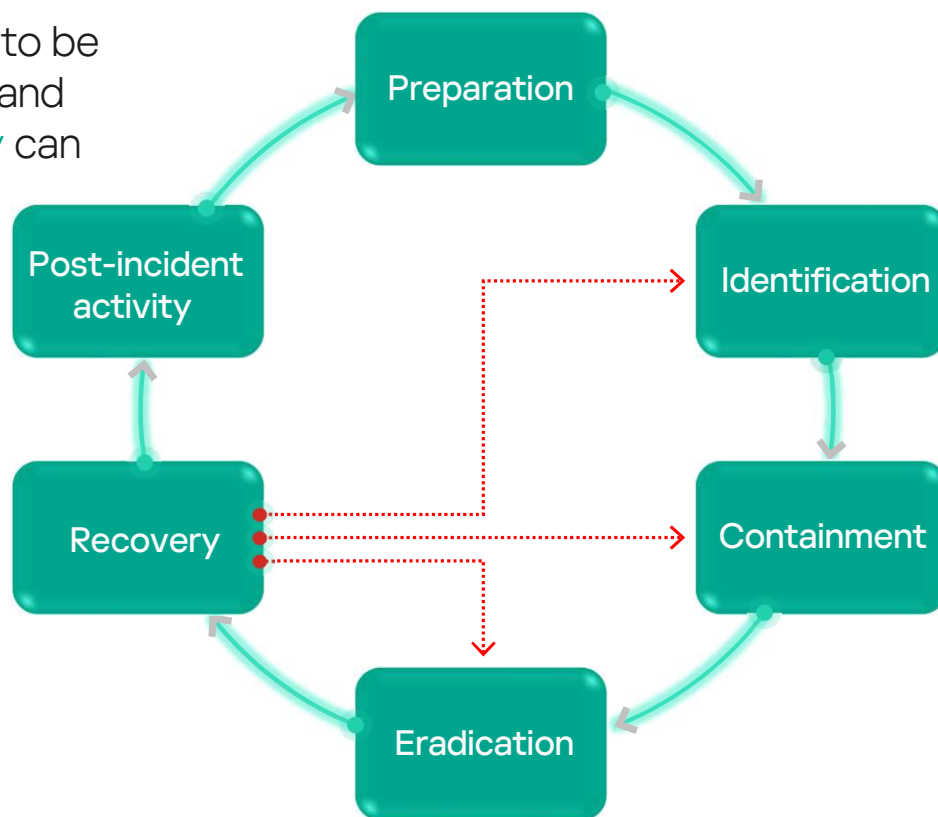 to be
and
y can
Preparation
Post-incident
activity
Identification
Recovery
Containment
Eradication